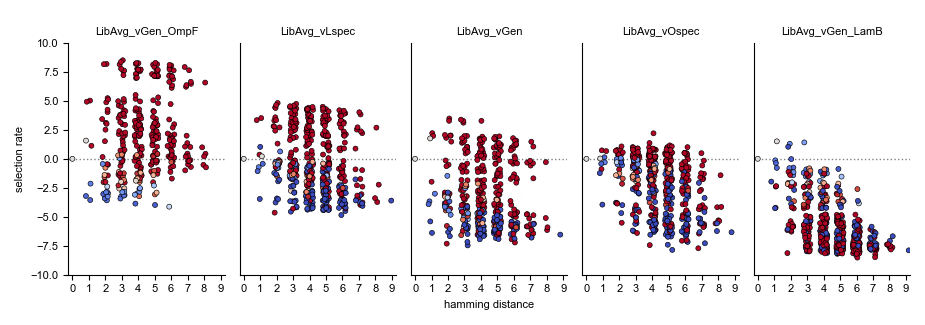 LibAvg_vGen_OmpF LibAvg_vLspec LibAvg_vGen LibAvg_vOspec LibAvg_vGen_LamB
10.0
7.5
5.0
2.5
0.0
−2.5
−5.0
−7.5
−10.0
selection rate
0 1 2 3 4 5 6 7 8 9 0 1 2 3 4 5 6 7 8 9 0 1 2 3 4 5 6 7 8 9 0 1 2 3 4 5 6 7 8 9 0 1 2 3 4 5 6 7 8 9
hamming distance